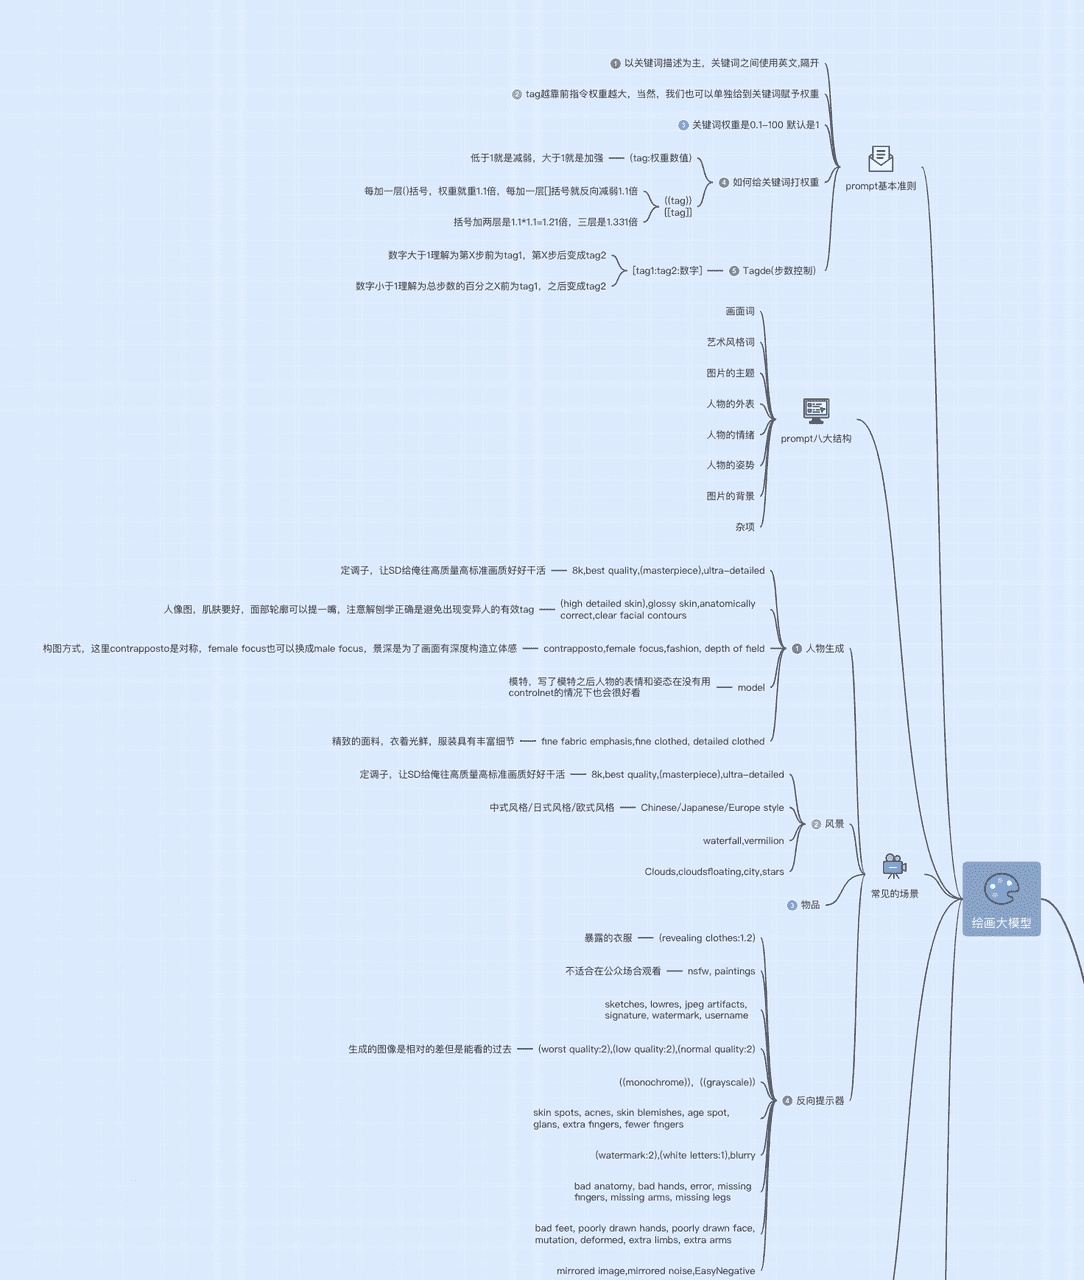 1 以关键词描述为主，关键词之间使用英文,隔开
2 tag越靠前指令权重越大，当然，我们也可以单独给到关键词赋予权重
3 关键词权重是0.1-100 默认是1
低于1就是减弱，大于1就是加强
(tag:权重数值)
每加一层()括号，权重就重1.1倍，每加一层[]括号就反向减弱1.1倍
4 如何给关键词打权重
prompt基本准则
((tag))
[[tag]]
括号加两层是1.1*1.1=1.21倍，三层是1.331倍
数字大于1理解为第X步前为tag1，第X步后变成tag2
[tag1:tag2:数字]
5 Tagde(步数控制)
数字小于1理解为总步数的百分之X前为tag1，之后变成tag2
画面词
艺术风格词
图片的主题
人物的外表
人物的情绪
prompt八大结构
人物的姿势
图片的背景
杂项
定调子，让SD给俺往高质量高标准画质好好干活
8k,best quality,(masterpiece),ultra-detailed
人像图，肌肤要好，面部轮廓可以提一嘴，注意解刨学正确是避免出现变异人的有效tag
(high detailed skin),glossy skin,anatomically
correct,clear facial contours
构图方式，这里contrapposto是对称，female focus也可以换成male focus，景深是为了画面有深度构造立体感
contrapposto,female focus,fashion, depth of field
1 人物生成
模特，写了模特之后人物的表情和姿态在没有用
controlnet的情况下也会很好看
model
精致的面料，衣着光鲜，服装具有丰富细节
fine fabric emphasis,fine clothed, detailed clothed
定调子，让SD给俺往高质量高标准画质好好干活
8k,best quality,(masterpiece),ultra-detailed
中式风格/日式风格/欧式风格
Chinese/Japanese/Europe style
2 风景
waterfall,vermilion
Clouds,cloudsfloating,city,stars
常见的场景
3 物品
绘画大模型
暴露的衣服
(revealing clothes:1.2)
不适合在公众场合观看
nsfw, paintings
sketches, lowres, jpeg artifacts,
signature, watermark, username
生成的图像是相对的差但是能看的过去
(worst quality:2),(low quality:2),(normal quality:2)
((monochrome)), ((grayscale))
4 反向提示器
skin spots, acnes, skin blemishes, age spot,
glans, extra fingers, fewer fingers
(watermark:2),(white letters:1),blurry
bad anatomy, bad hands, error, missing
fingers, missing arms, missing legs
bad feet, poorly drawn hands, poorly drawn face,
mutation, deformed, extra limbs, extra arms
mirrored image,mirrored noise,EasyNegative